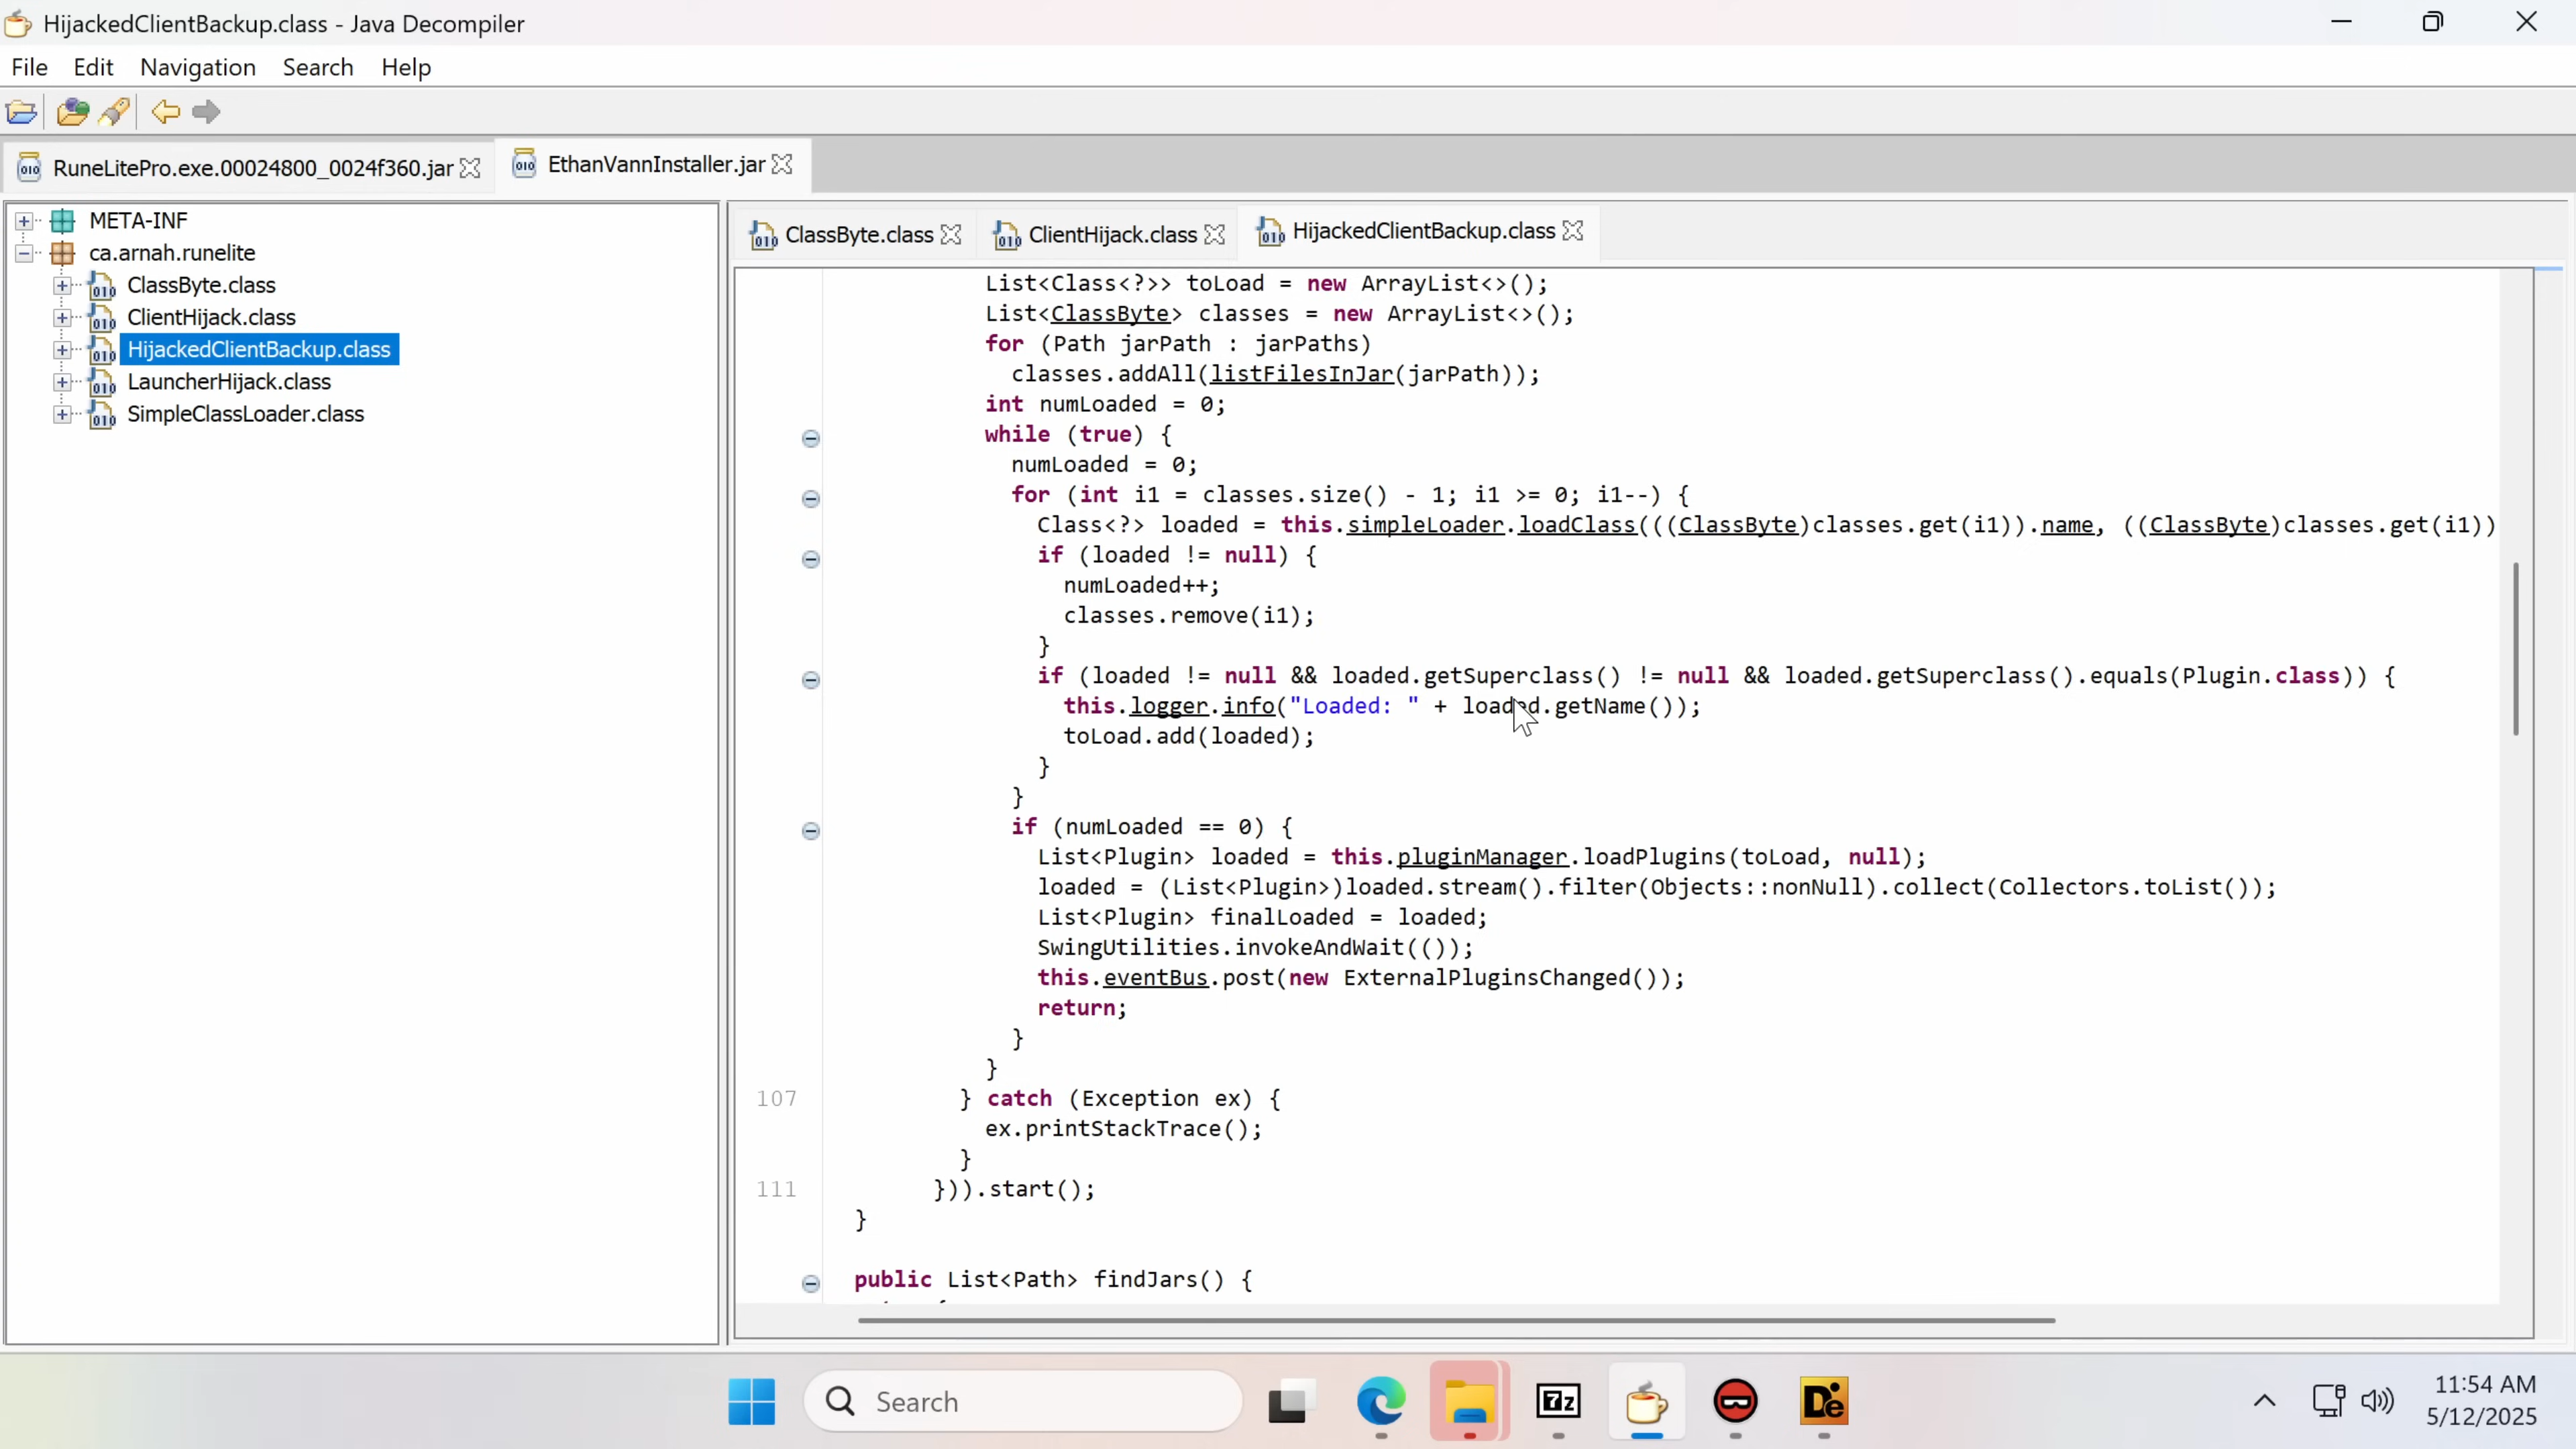 HijackedClientBackup.class - Java Decompiler
File Edit Navigation Search Help
RuneLitePro.exe.00024800_0024f360.jar
EthanVannInstaller.jar
META-INF
ca.arnah.runelite
ClassByte.class
ClientHijack.class
HijackedClientBackup.class
LauncherHijack.class
SimpleClassLoader.class
ClassByte.class
ClientHijack.class
HijackedClientBackup.class
List<Class<?>> toLoad = new ArrayList<>();
List<ClassByte> classes = new ArrayList<>();
for (Path jarPath : jarPaths)
classes.addAll(listFilesInJar(jarPath));
int numLoaded = 0;
while (true) {
numLoaded = 0;
for (int i1 = classes.size() - 1; i1 >= 0; i1--) {
Class<?> loaded = this.simpleLoader.loadClass(((ClassByte)classes.get(i1)).name, ((ClassByte)classes.get(i1))
if (loaded != null) {
numLoaded++;
classes.remove(i1);
}
if (loaded != null && loaded.getSuperclass() != null && loaded.getSuperclass().equals(Plugin.class)) {
this.logger.info("Loaded: " + loaded.getName());
toLoad.add(loaded);
}
}
if (numLoaded == 0) {
List<Plugin> loaded = this.pluginManager.loadPlugins(toLoad, null);
loaded = (List<Plugin>)loaded.stream().filter(Objects::nonNull).collect(Collectors.toList());
List<Plugin> finalLoaded = loaded;
SwingUtilities.invokeAndWait(());
this.eventBus.post(new ExternalPluginsChanged());
return;
}
}
107 } catch (Exception ex) {
ex.printStackTrace();
}
111 })).start();
}
public List<Path> findJars() {
Search
7z
De
11:54 AM
5/12/2025